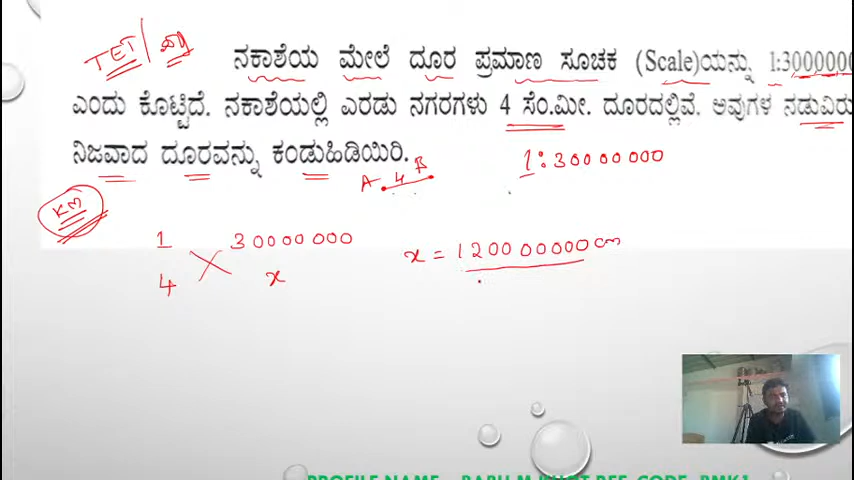 TET/
ನಕಾಶೆಯ ಮೇಲೆ ದೂರ ಪ್ರಮಾಣ ಸೂಚಕ (Scale)ಯನ್ನು 1:3000000
ಎಂದು ಕೊಟ್ಟಿದೆ. ನಕಾಶೆಯಲ್ಲಿ ಎರಡು ನಗರಗಳು 4 ಸೆಂ.ಮೀ. ದೂರದಲ್ಲಿವೆ. ಅವುಗಳ ನಡುವಿರು
ನಿಜವಾದ ದೂರವನ್ನು ಕಂಡುಹಿಡಿಯಿರಿ.
1:30000000
A 4 B
KM
1 30000000
x = 120000000 cm
4 x